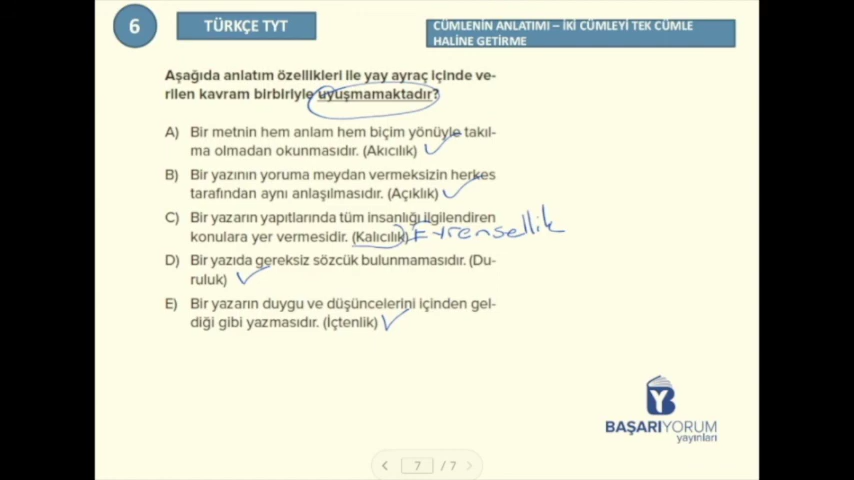 6
TÜRKÇE TYT
CÜMLENİN ANLATIMI – İKİ CÜMLEYİ TEK CÜMLE
HALİNE GETİRME
Aşağıda anlatım özellikleri ile yay ayraç içinde ve-
rilen kavram birbiriyle uyuşmamaktadır?
A) Bir metnin hem anlam hem biçim yönüyle takıl-
ma olmadan okunmasıdır. (Akıcılık)
B) Bir yazının yoruma meydan vermeksizin herkes
tarafından aynı anlaşılmasıdır. (Açıklık)
C) Bir yazarın yapıtlarında tüm insanlığı ilgilendiren
konulara yer vermesidir. (Kalıcılık) Evrensellik
D) Bir yazıda gereksiz sözcük bulunmamasıdır. (Du-
ruluk)
E) Bir yazarın duygu ve düşüncelerini içinden gel-
diği gibi yazmasıdır. (İçtenlik)
BAŞARIYORUM
yayınları
7 / 7